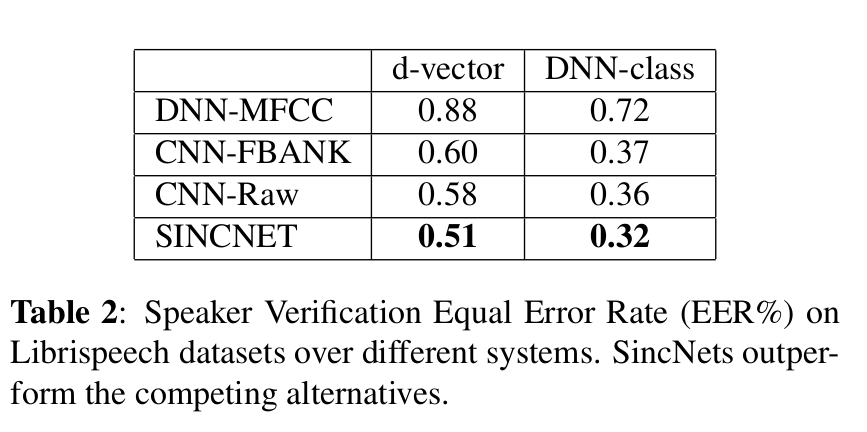 d-vector DNN-class
DNN-MFCC 0.88 0.72
CNN-FBANK 0.60 0.37
CNN-Raw 0.58 0.36
SINCNET 0.51 0.32
Table 2: Speaker Verification Equal Error Rate (EER%) on
Librispeech datasets over different systems. SincNets outper-
form the competing alternatives.